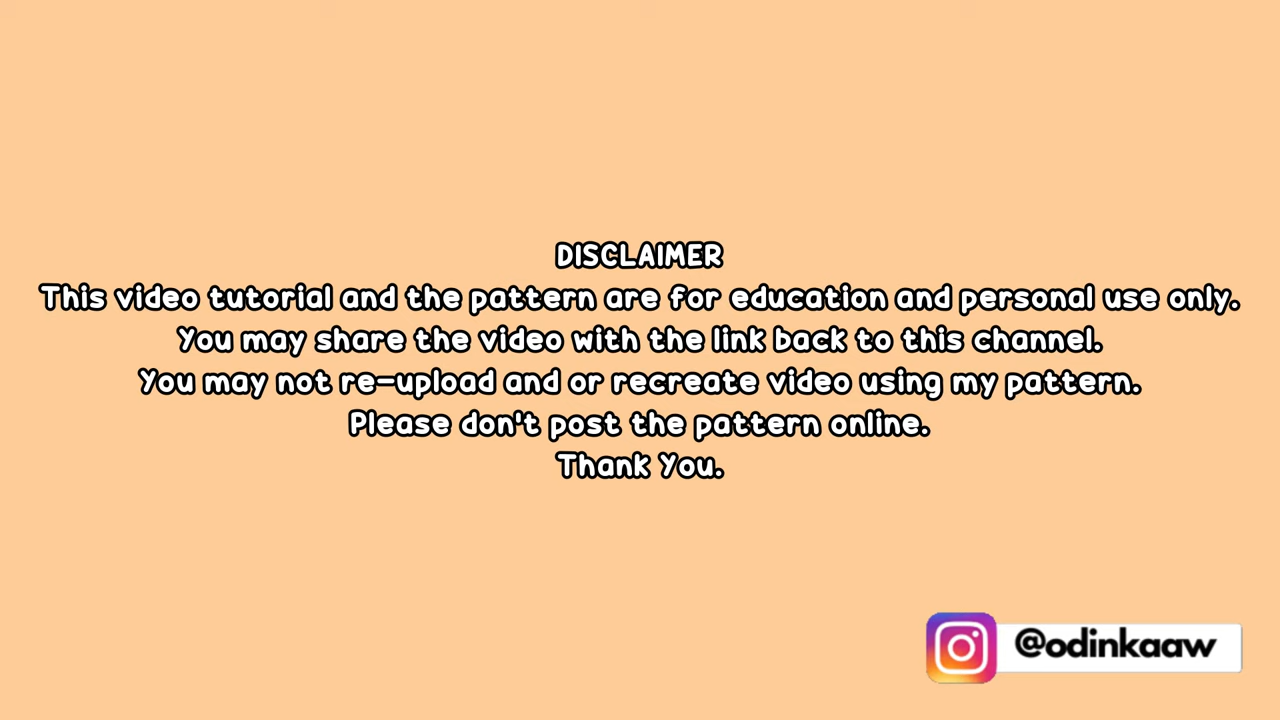 DISCLAIMER
This video tutorial and the pattern are for education and personal use only.
You may share the video with the link back to this channel.
You may not re-upload and or recreate video using my pattern.
Please don't post the pattern online.
Thank You.
@odinkaaw